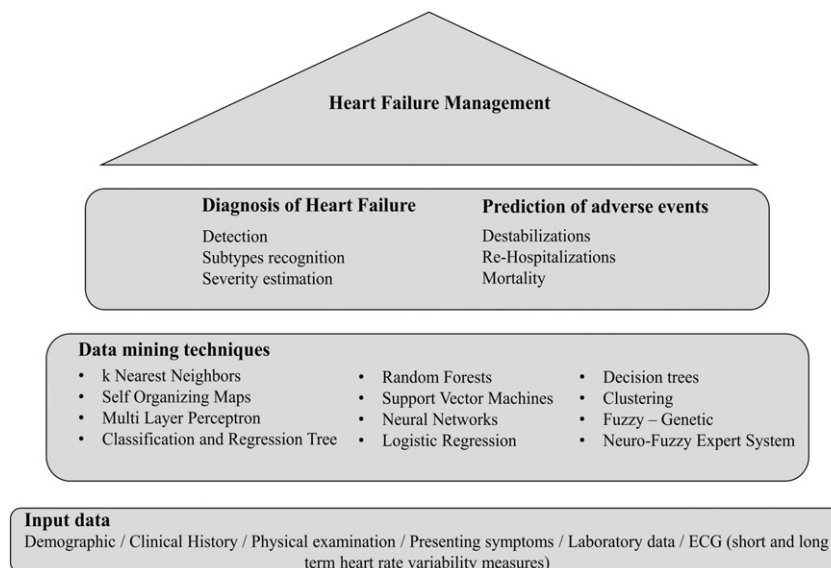 Heart Failure Management
Diagnosis of Heart Failure
Detection
Subtypes recognition
Severity estimation
Prediction of adverse events
Destabilizations
Re-Hospitalizations
Mortality
Data mining techniques
• k Nearest Neighbors
• Self Organizing Maps
• Multi Layer Perceptron
• Classification and Regression Tree
• Random Forests
• Support Vector Machines
• Neural Networks
• Logistic Regression
• Decision trees
• Clustering
• Fuzzy – Genetic
• Neuro-Fuzzy Expert System
Input data
Demographic / Clinical History / Physical examination / Presenting symptoms / Laboratory data / ECG (short and long
term heart rate variability measures)